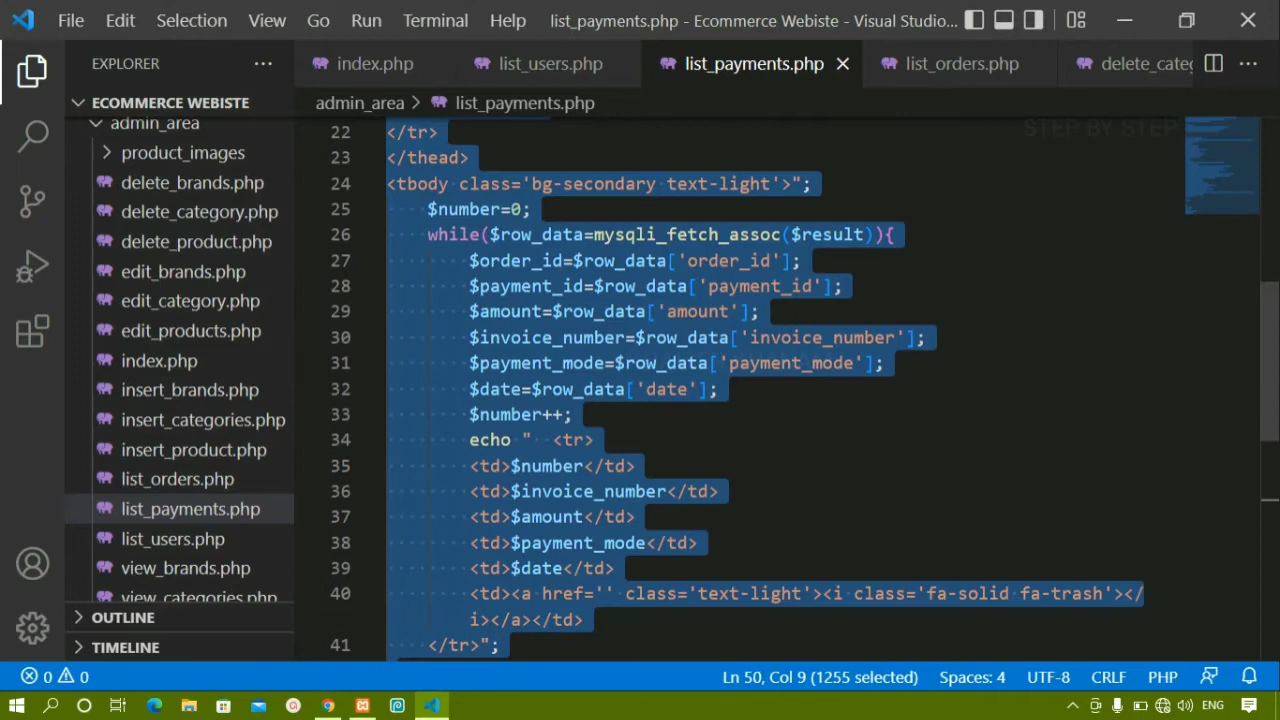 File Edit Selection View Go Run Terminal Help list_payments.php - Ecommerce Webiste - Visual Studio...
EXPLORER ...
index.php list_users.php list_payments.php list_orders.php delete_categ
ECOMMERCE WEBISTE
admin_area > list_payments.php
STEP BY STEP
admin_area
product_images
delete_brands.php
delete_category.php
delete_product.php
edit_brands.php
edit_category.php
edit_products.php
index.php
insert_brands.php
insert_categories.php
insert_product.php
list_orders.php
list_payments.php
list_users.php
view_brands.php
view_categories.php
OUTLINE
TIMELINE
22 </tr>
23 </thead>
24 <tbody class='bg-secondary text-light'>";
25 $number=0;
26 while($row_data=mysqli_fetch_assoc($result)){
27 $order_id=$row_data['order_id'];
28 $payment_id=$row_data['payment_id'];
29 $amount=$row_data['amount'];
30 $invoice_number=$row_data['invoice_number'];
31 $payment_mode=$row_data['payment_mode'];
32 $date=$row_data['date'];
33 $number++;
34 echo " <tr>
35 <td>$number</td>
36 <td>$invoice_number</td>
37 <td>$amount</td>
38 <td>$payment_mode</td>
39 <td>$date</td>
40 <td><a href='' class='text-light'><i class='fa-solid fa-trash'></
i></a></td>
41 </tr>";
0 0 Ln 50, Col 9 (1255 selected) Spaces: 4 UTF-8 CRLF PHP
ENG